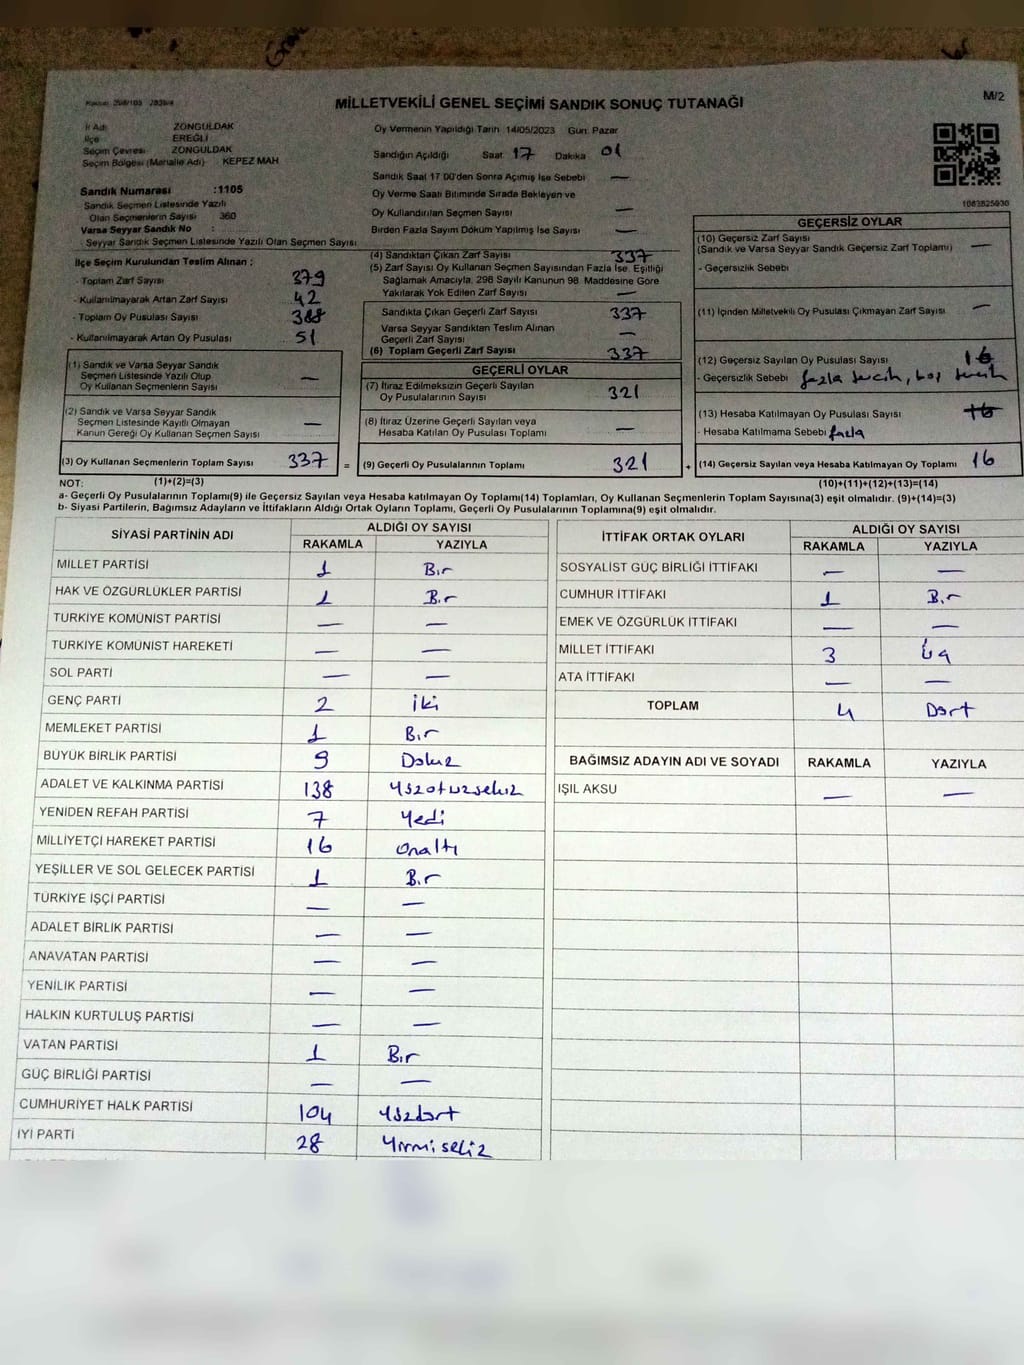 MİLLETVEKİLİ GENEL SEÇİMİ SANDIK SONUÇ TUTANAĞI
M/2
İl Adı ZONGULDAK
İlçe EREĞLİ
Seçim Çevresi ZONGULDAK
Seçim Bölgesi (Mahalle Adı) KEPEZ MAH
Sandık Numarası :1105
Sandık Seçmen Listesinde Yazılı
Olan Seçmenlerin Sayısı 360
Varsa Seyyar Sandık No :
Seyyar Sandık Seçmen Listesinde Yazılı Olan Seçmen Sayısı
İlçe Seçim Kurulundan Teslim Alınan :
- Toplam Zarf Sayısı 379
- Kullanılmayarak Artan Zarf Sayısı 42
- Toplam Oy Pusulası Sayısı 388
- Kullanılmayarak Artan Oy Pusulası 51
Oy Vermenin Yapıldığı Tarih 14/05/2023 Gün: Pazar
Sandığın Açıldığı Saat 17 Dakika 01
Sandık Saat 17 00'den Sonra Açılmış İse Sebebi —
Oy Verme Saati Bitiminde Sırada Bekleyen ve
Oy Kullandırılan Seçmen Sayısı —
Birden Fazla Sayım Döküm Yapılmış İse Sayısı —
(4) Sandıktan Çıkan Zarf Sayısı 337
(5) Zarf Sayısı Oy Kullanan Seçmen Sayısından Fazla İse, Eşitliği
Sağlamak Amacıyla, 298 Sayılı Kanunun 98. Maddesine Göre
Yakılarak Yok Edilen Zarf Sayısı —
Sandıkta Çıkan Geçerli Zarf Sayısı 337
Varsa Seyyar Sandıktan Teslim Alınan
Geçerli Zarf Sayısı —
(6) Toplam Geçerli Zarf Sayısı 337
1083825930
GEÇERSİZ OYLAR
(10) Geçersiz Zarf Sayısı
(Sandık ve Varsa Seyyar Sandık Geçersiz Zarf Toplamı) —
- Geçersizlik Sebebi
(11) İçinden Milletvekili Oy Pusulası Çıkmayan Zarf Sayısı —
(12) Geçersiz Sayılan Oy Pusulası Sayısı 16
- Geçersizlik Sebebi fazla tercih, boş tercih
(13) Hesaba Katılmayan Oy Pusulası Sayısı 16
- Hesaba Katılmama Sebebi fazla
(1) Sandık ve Varsa Seyyar Sandık
Seçmen Listesinde Yazılı Olup
Oy Kullanan Seçmenlerin Sayısı —
(2) Sandık ve Varsa Seyyar Sandık
Seçmen Listesinde Kayıtlı Olmayan
Kanun Gereği Oy Kullanan Seçmen Sayısı —
GEÇERLİ OYLAR
(7) İtiraz Edilmeksizin Geçerli Sayılan
Oy Pusulalarının Sayısı 321
(8) İtiraz Üzerine Geçerli Sayılan veya
Hesaba Katılan Oy Pusulası Toplamı —
(3) Oy Kullanan Seçmenlerin Toplam Sayısı 337 = (9) Geçerli Oy Pusulalarının Toplamı 321 + (14) Geçersiz Sayılan veya Hesaba Katılmayan Oy Toplamı 16
NOT: (1)+(2)=(3) (10)+(11)+(12)+(13)=(14)
a- Geçerli Oy Pusulalarının Toplamı(9) ile Geçersiz Sayılan veya Hesaba katılmayan Oy Toplamı(14) Toplamları, Oy Kullanan Seçmenlerin Toplam Sayısına(3) eşit olmalıdır. (9)+(14)=(3)
b- Siyasi Partilerin, Bağımsız Adayların ve İttifakların Aldığı Ortak Oyların Toplamı, Geçerli Oy Pusulalarının Toplamına(9) eşit olmalıdır.
SİYASİ PARTİNİN ADI ALDIĞI OY SAYISI
RAKAMLA YAZIYLA
MİLLET PARTİSİ 1 Bir
HAK VE ÖZGÜRLÜKLER PARTİSİ 1 Bir
TÜRKİYE KOMÜNİST PARTİSİ — —
TÜRKİYE KOMÜNİST HAREKETİ — —
SOL PARTİ — —
GENÇ PARTİ 2 iki
MEMLEKET PARTİSİ 1 Bir
BÜYÜK BİRLİK PARTİSİ 9 Dokuz
ADALET VE KALKINMA PARTİSİ 138 Yüzotuzsekiz
YENİDEN REFAH PARTİSİ 7 Yedi
MİLLİYETÇİ HAREKET PARTİSİ 16 Onaltı
YEŞİLLER VE SOL GELECEK PARTİSİ 1 Bir
TÜRKİYE İŞÇİ PARTİSİ — —
ADALET BİRLİK PARTİSİ — —
ANAVATAN PARTİSİ — —
YENİLİK PARTİSİ — —
HALKIN KURTULUŞ PARTİSİ — —
VATAN PARTİSİ 1 Bir
GÜÇ BİRLİĞİ PARTİSİ — —
CUMHURİYET HALK PARTİSİ 104 Yüzdört
İYİ PARTİ 28 Yirmisekiz
İTTİFAK ORTAK OYLARI ALDIĞI OY SAYISI
RAKAMLA YAZIYLA
SOSYALİST GÜÇ BİRLİĞİ İTTİFAKI — —
CUMHUR İTTİFAKI 1 Bir
EMEK VE ÖZGÜRLÜK İTTİFAKI — —
MİLLET İTTİFAKI 3 Üç
ATA İTTİFAKI — —
TOPLAM 4 Dört
BAĞIMSIZ ADAYIN ADI VE SOYADI RAKAMLA YAZIYLA
IŞIL AKSU — —